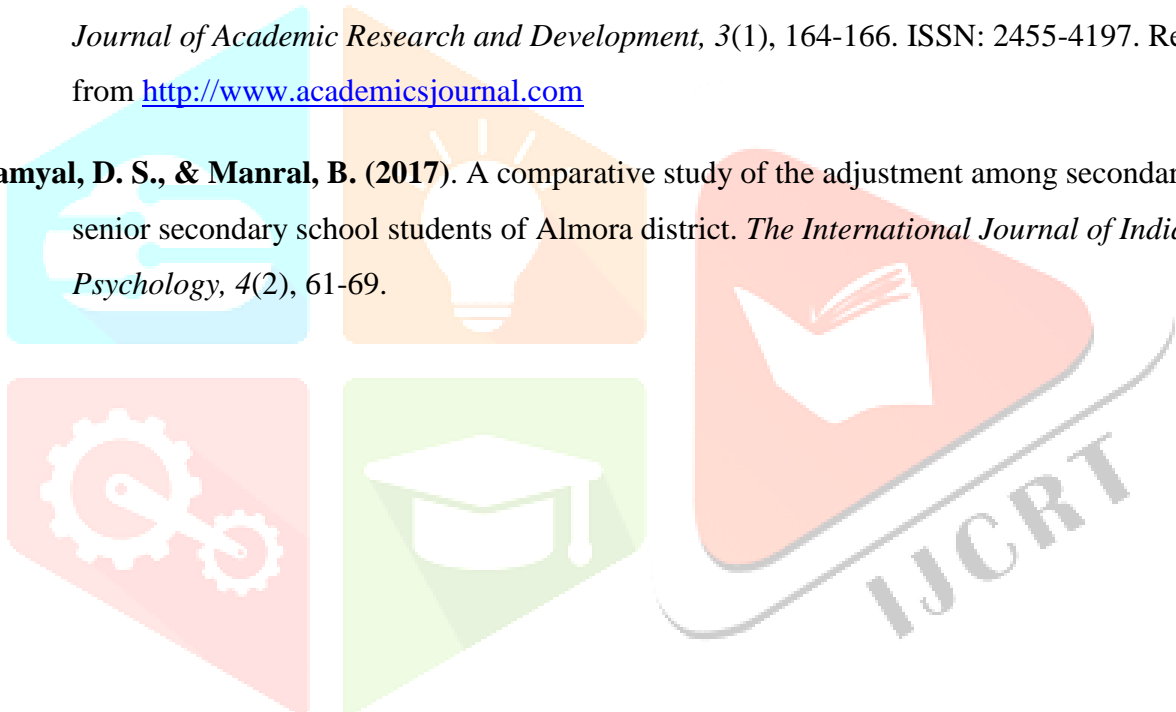 Journal of Academic Research and Development, 3(1), 164-166. ISSN: 2455-4197. Re
from http://www.academicsjournal.com
amyal, D. S., & Manral, B. (2017). A comparative study of the adjustment among secondar
senior secondary school students of Almora district. The International Journal of India
Psychology, 4(2), 61-69.
IJCRT